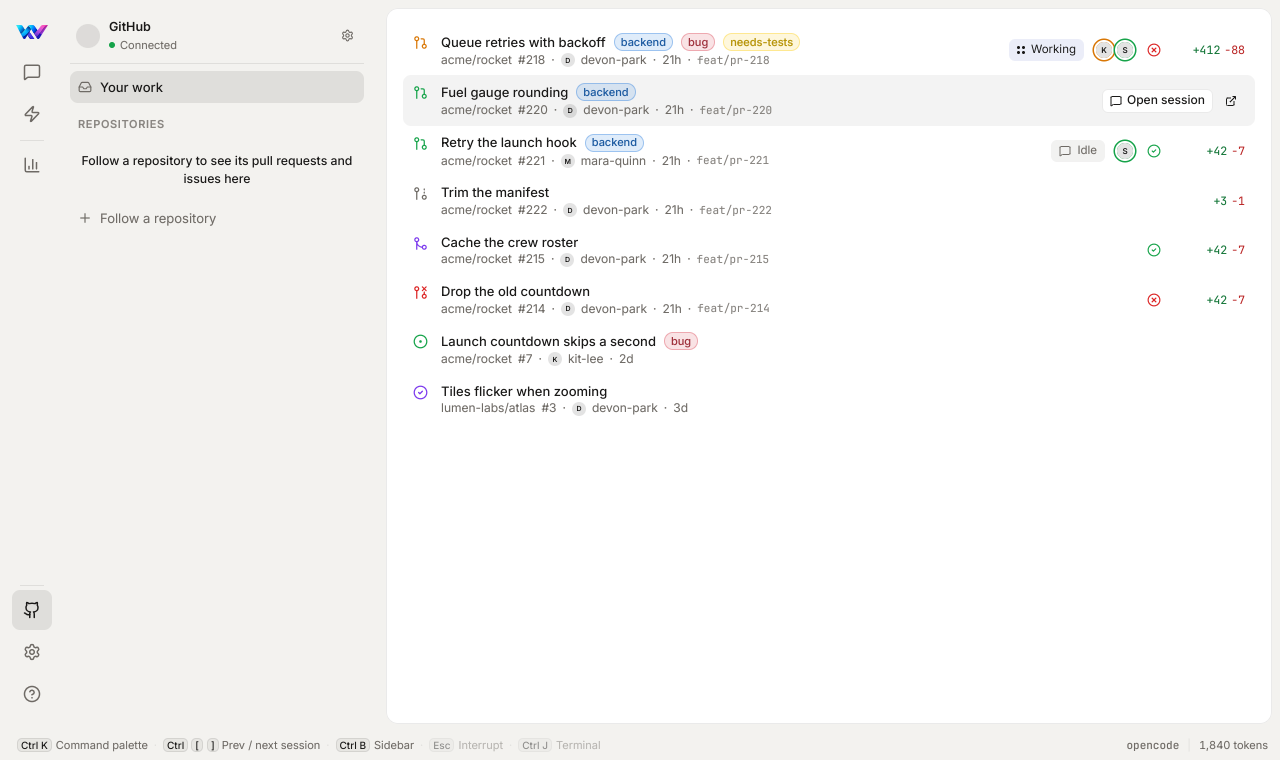 GitHub
Connected
Your work
REPOSITORIES
Follow a repository to see its pull requests and
issues here
Follow a repository
Queue retries with backoff backend bug needs-tests Working K S +412 -88
acme/rocket #218 · D devon-park · 21h · feat/pr-218
Fuel gauge rounding backend Open session
acme/rocket #220 · D devon-park · 21h · feat/pr-220
Retry the launch hook backend Idle S +42 -7
acme/rocket #221 · M mara-quinn · 21h · feat/pr-221
Trim the manifest +3 -1
acme/rocket #222 · D devon-park · 21h · feat/pr-222
Cache the crew roster +42 -7
acme/rocket #215 · D devon-park · 21h · feat/pr-215
Drop the old countdown +42 -7
acme/rocket #214 · D devon-park · 21h · feat/pr-214
Launch countdown skips a second bug
acme/rocket #7 · K kit-lee · 2d
Tiles flicker when zooming
lumen-labs/atlas #3 · D devon-park · 3d
Ctrl K Command palette · Ctrl [ ] Prev / next session · Ctrl B Sidebar · Esc Interrupt · Ctrl J Terminal opencode 1,840 tokens